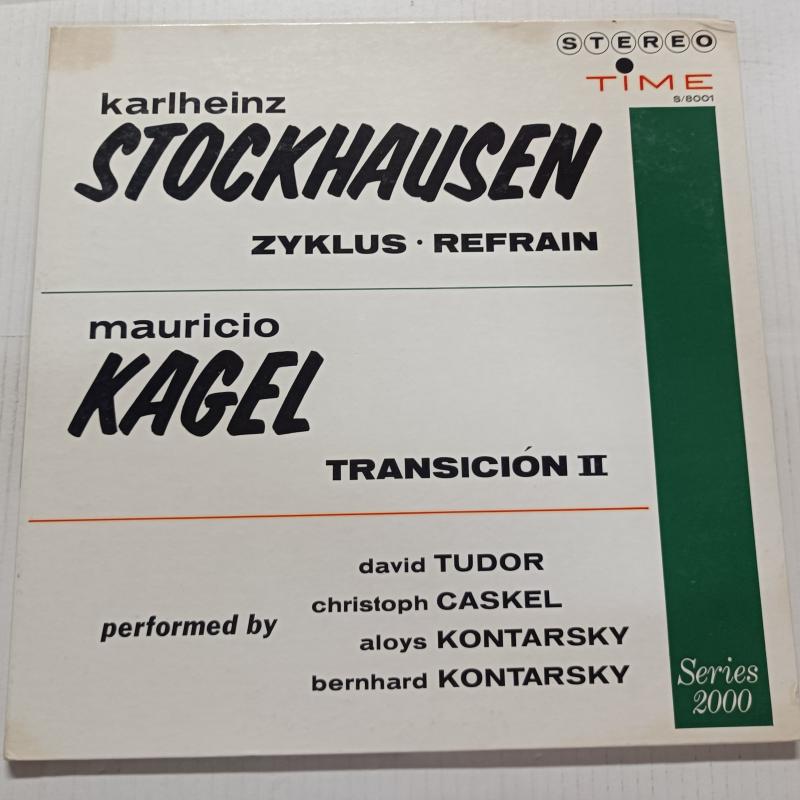 STEREO
TIME
S/8001
karlheinz
STOCKHAUSEN
ZYKLUS · REFRAIN
mauricio
KAGEL
TRANSICIÓN II
performed by
david TUDOR
christoph CASKEL
aloys KONTARSKY
bernhard KONTARSKY
Series
2000